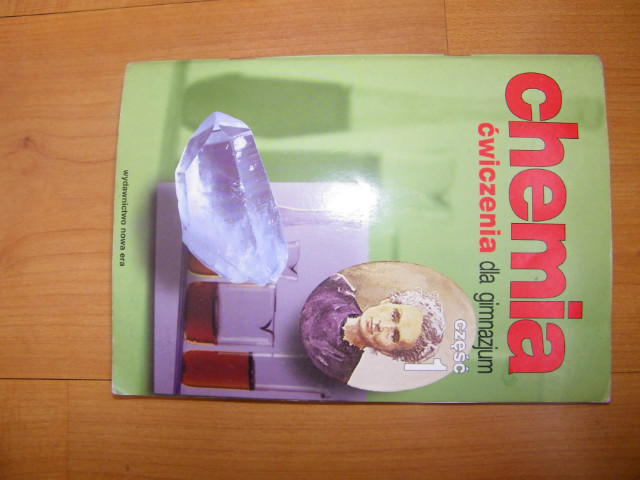 chemia
ćwiczenia dla gimnazjum
część
1
wydawnictwo nowa era